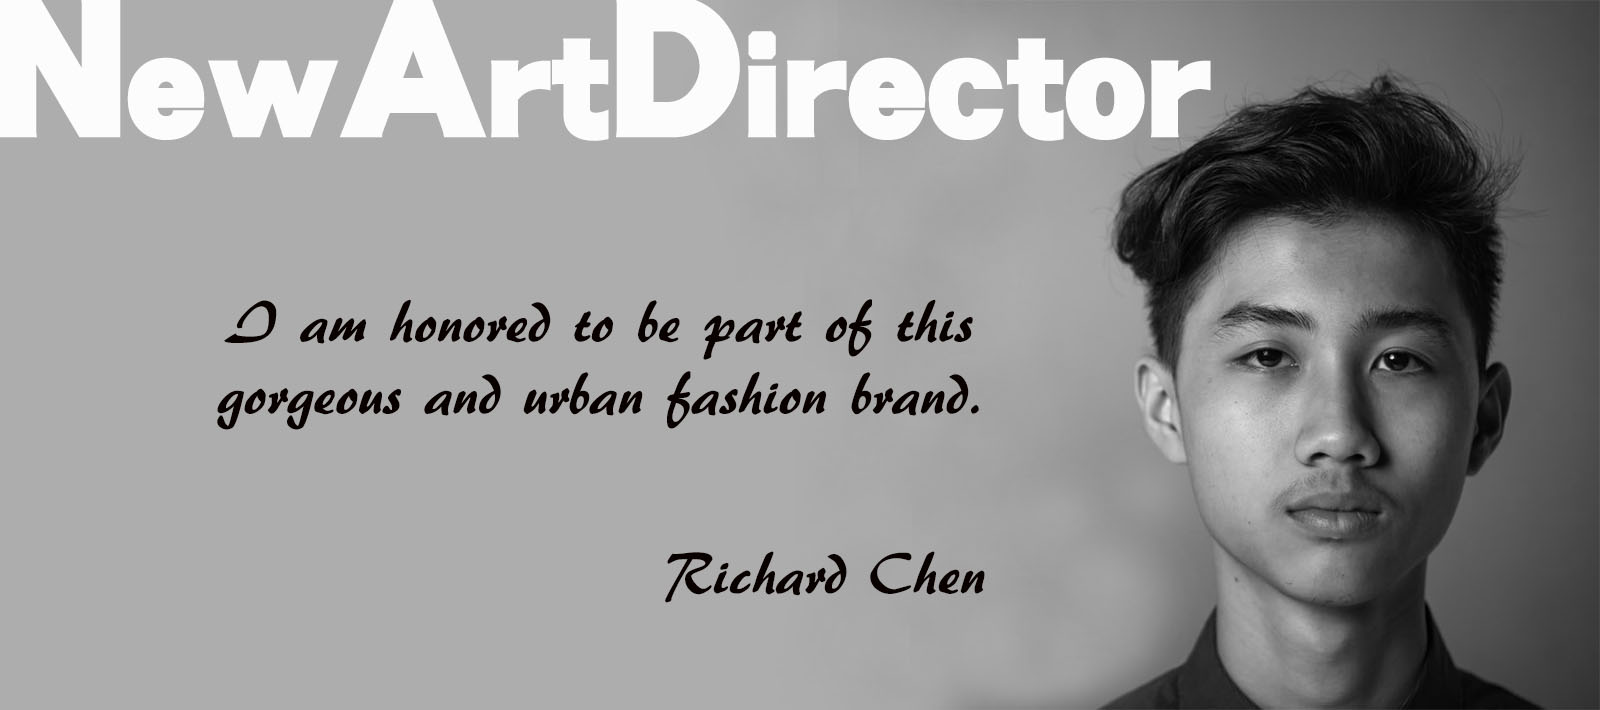 NewArtDirector
I am honored to be part of this
gorgeous and urban fashion brand.
Richard Chen